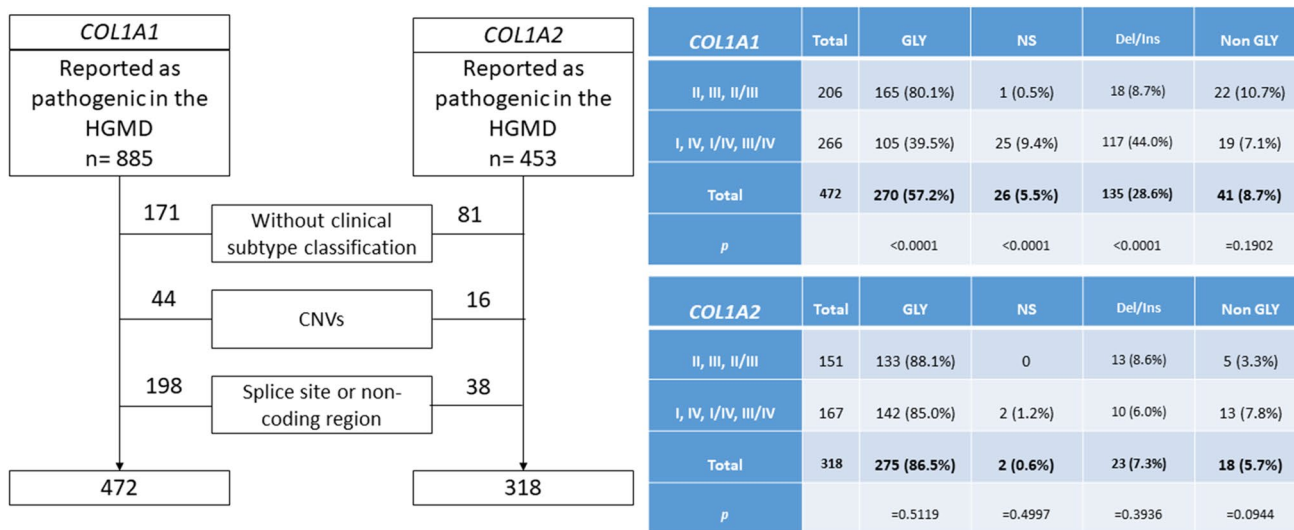 COL1A1
Reported as
pathogenic in the
HGMD
n= 885
COL1A2
Reported as
pathogenic in the
HGMD
n= 453
171
Without clinical
subtype classification
81
44
CNVs
16
198
Splice site or non-
coding region
38
472
318
COL1A1 Total GLY NS Del/Ins Non GLY
II, III, II/III 206 165 (80.1%) 1 (0.5%) 18 (8.7%) 22 (10.7%)
I, IV, I/IV, III/IV 266 105 (39.5%) 25 (9.4%) 117 (44.0%) 19 (7.1%)
Total 472 270 (57.2%) 26 (5.5%) 135 (28.6%) 41 (8.7%)
p <0.0001 <0.0001 <0.0001 =0.1902
COL1A2 Total GLY NS Del/Ins Non GLY
II, III, II/III 151 133 (88.1%) 0 13 (8.6%) 5 (3.3%)
I, IV, I/IV, III/IV 167 142 (85.0%) 2 (1.2%) 10 (6.0%) 13 (7.8%)
Total 318 275 (86.5%) 2 (0.6%) 23 (7.3%) 18 (5.7%)
p =0.5119 =0.4997 =0.3936 =0.0944